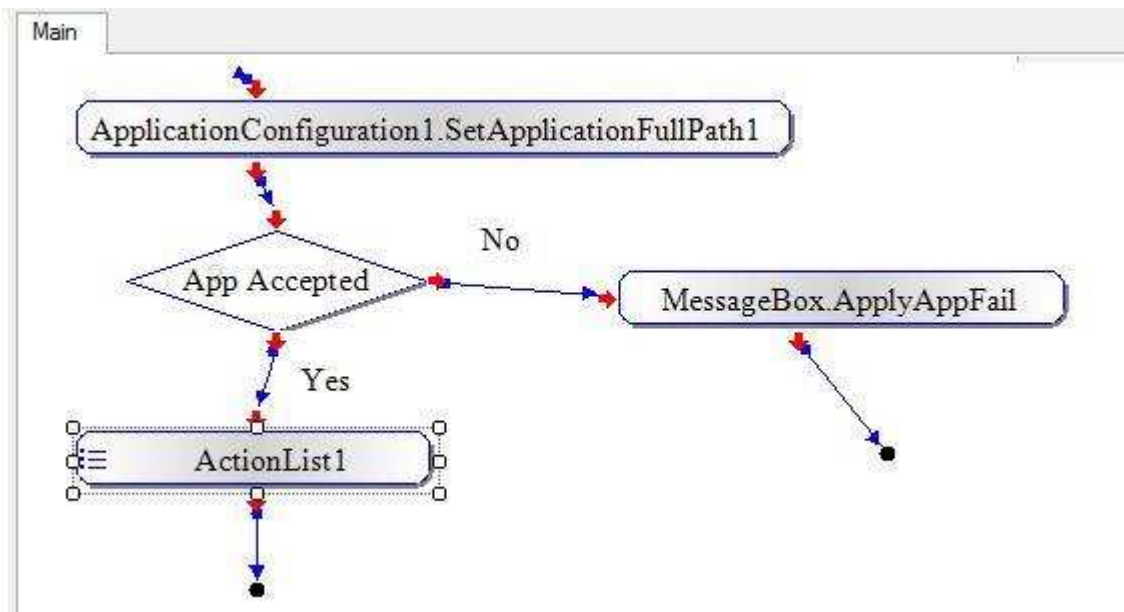 Main
ApplicationConfiguration1.SetApplicationFullPath1
No
App Accepted
MessageBox.ApplyAppFail
Yes
ActionList1